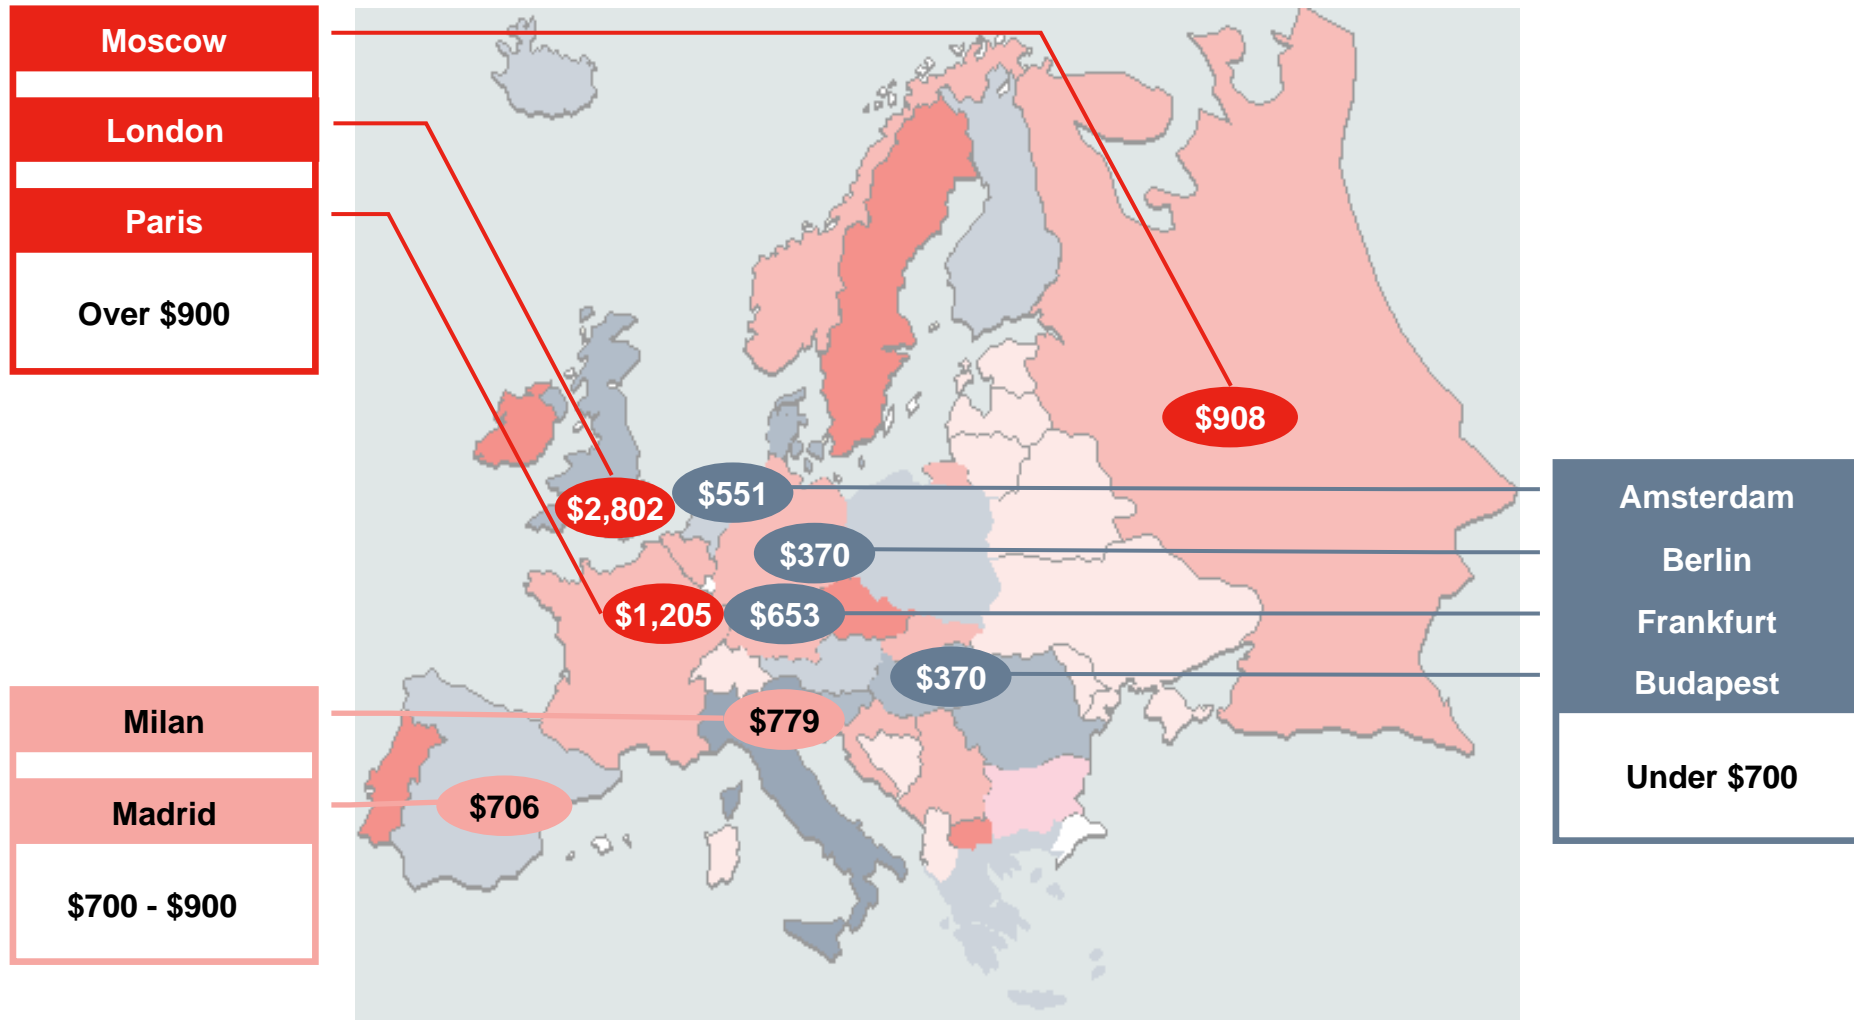 Moscow
London
Paris
Over $900
$908
$2,802
$551
$370
$1,205
$653
$370
$779
$706
Amsterdam
Berlin
Frankfurt
Budapest
Under $700
Milan
Madrid
$700 - $900